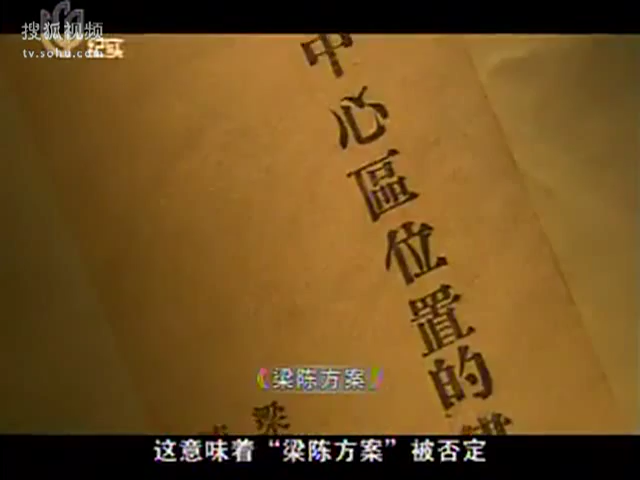 搜狐视频
tv.sohu.com
纪实
中心區位置的
《梁陈方案》
梁
这意味着“梁陈方案”被否定